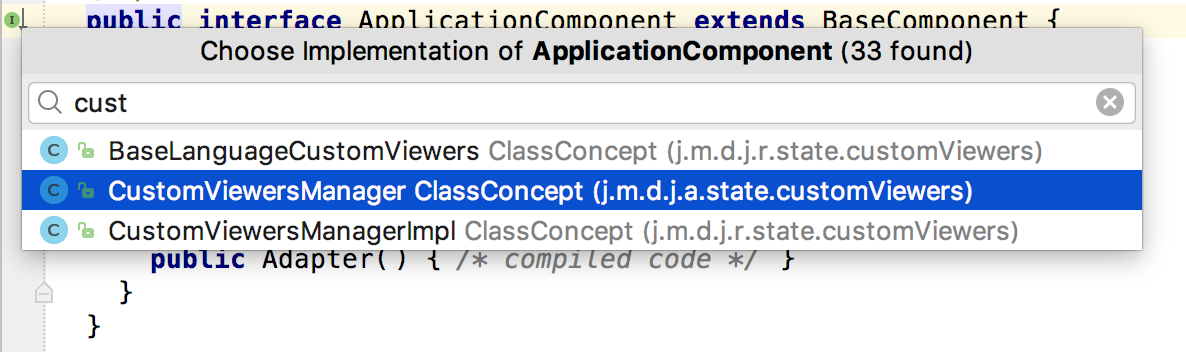 public interface ApplicationComponent extends BaseComponent {
Choose Implementation of ApplicationComponent (33 found)
cust
C BaseLanguageCustomViewers ClassConcept (j.m.d.j.r.state.customViewers)
C CustomViewersManager ClassConcept (j.m.d.j.a.state.customViewers)
C CustomViewersManagerImpl ClassConcept (j.m.d.j.r.state.customViewers)
public Adapter() { /* compiled code */ }
}
}